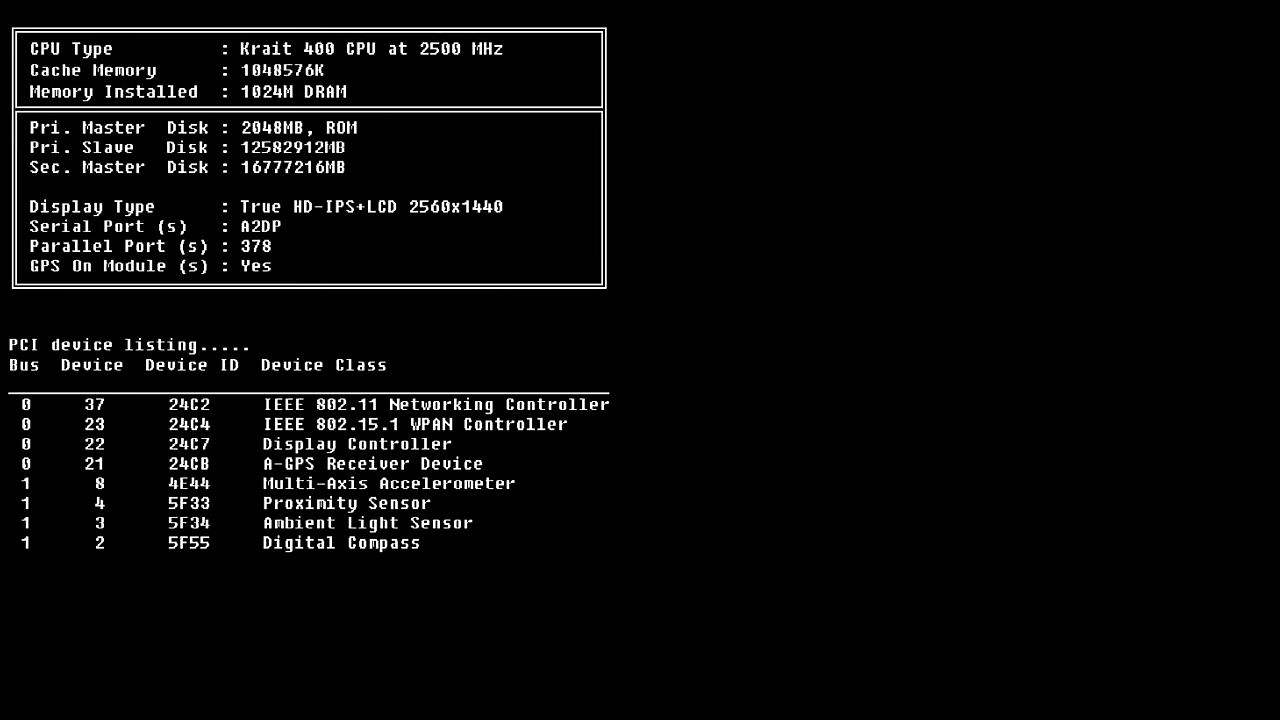 CPU Type : Krait 400 CPU at 2500 MHz
Cache Memory : 1048576K
Memory Installed : 1024M DRAM
Pri. Master Disk : 2048MB, ROM
Pri. Slave Disk : 12582912MB
Sec. Master Disk : 16777216MB
Display Type : True HD-IPS+LCD 2560x1440
Serial Port (s) : A2DP
Parallel Port (s) : 378
GPS On Module (s) : Yes
PCI device listing.....
Bus Device Device ID Device Class
0 37 24C2 IEEE 802.11 Networking Controller
0 23 24C4 IEEE 802.15.1 WPAN Controller
0 22 24C7 Display Controller
0 21 24CB A-GPS Receiver Device
1 8 4E44 Multi-Axis Accelerometer
1 4 5F33 Proximity Sensor
1 3 5F34 Ambient Light Sensor
1 2 5F55 Digital Compass